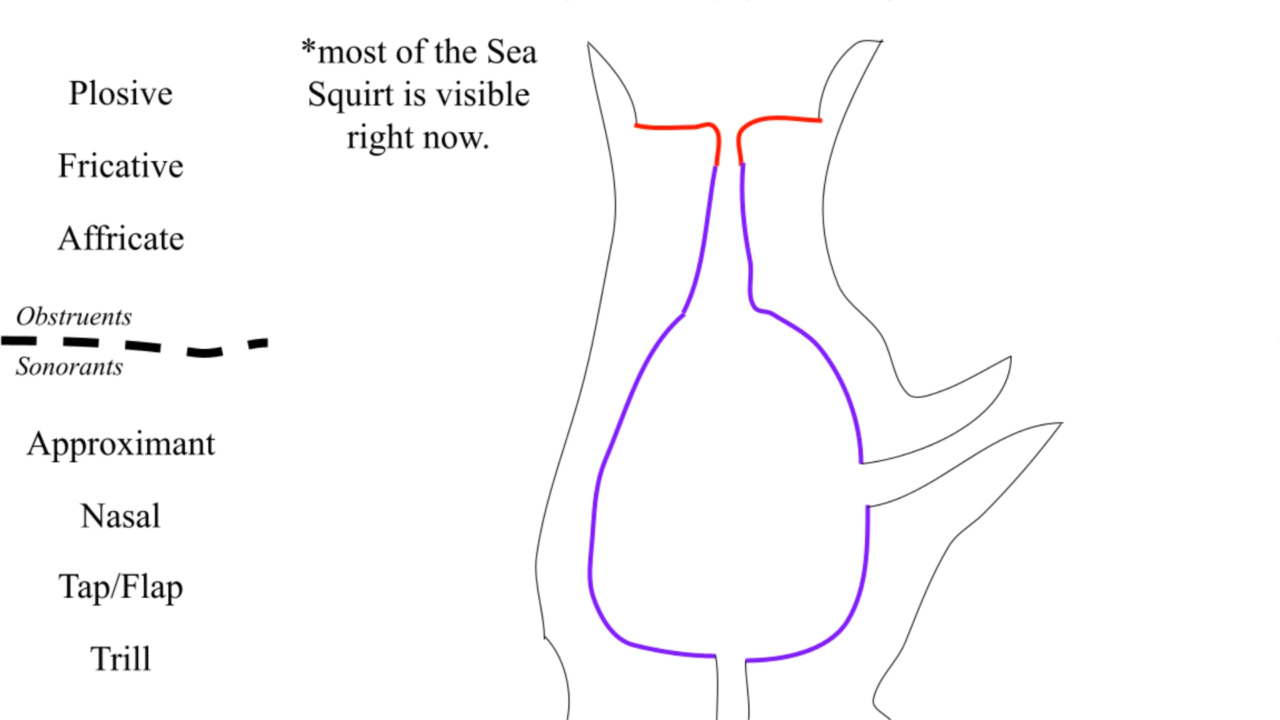 *most of the Sea
Squirt is visible
right now.
Plosive
Fricative
Affricate
Obstruents
Sonorants
Approximant
Nasal
Tap/Flap
Trill